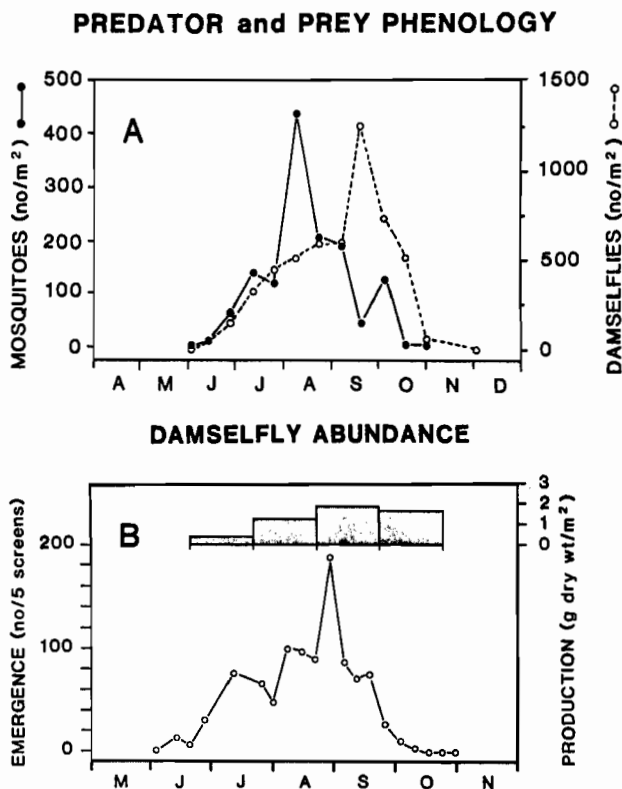 PREDATOR and PREY PHENOLOGY
MOSQUITOES (no/m²)
500
400
300
200
100
0
A
1500
1000
500
0
DAMSELFLIES (no/m²)
A M J J A S O N D
DAMSELFLY ABUNDANCE
EMERGENCE (no/5 screens)
200
100
0
B
3
2
1
0
PRODUCTION (g dry wt/m²)
M J J A S O N